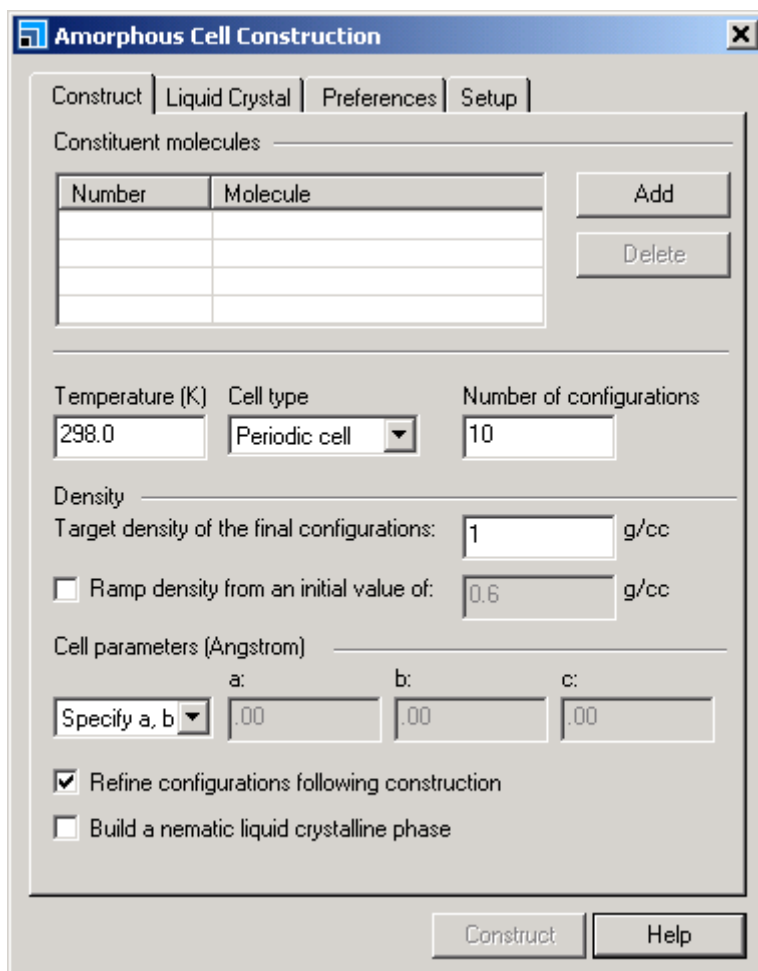 Amorphous Cell Construction
Construct Liquid Crystal Preferences Setup
Constituent molecules
Number Molecule
Add
Delete
Temperature (K) Cell type Number of configurations
298.0 Periodic cell 10
Density
Target density of the final configurations: 1 g/cc
Ramp density from an initial value of: 0.6 g/cc
Cell parameters (Angstrom)
a: b: c:
Specify a, b .00 .00 .00
Refine configurations following construction
Build a nematic liquid crystalline phase
Construct Help